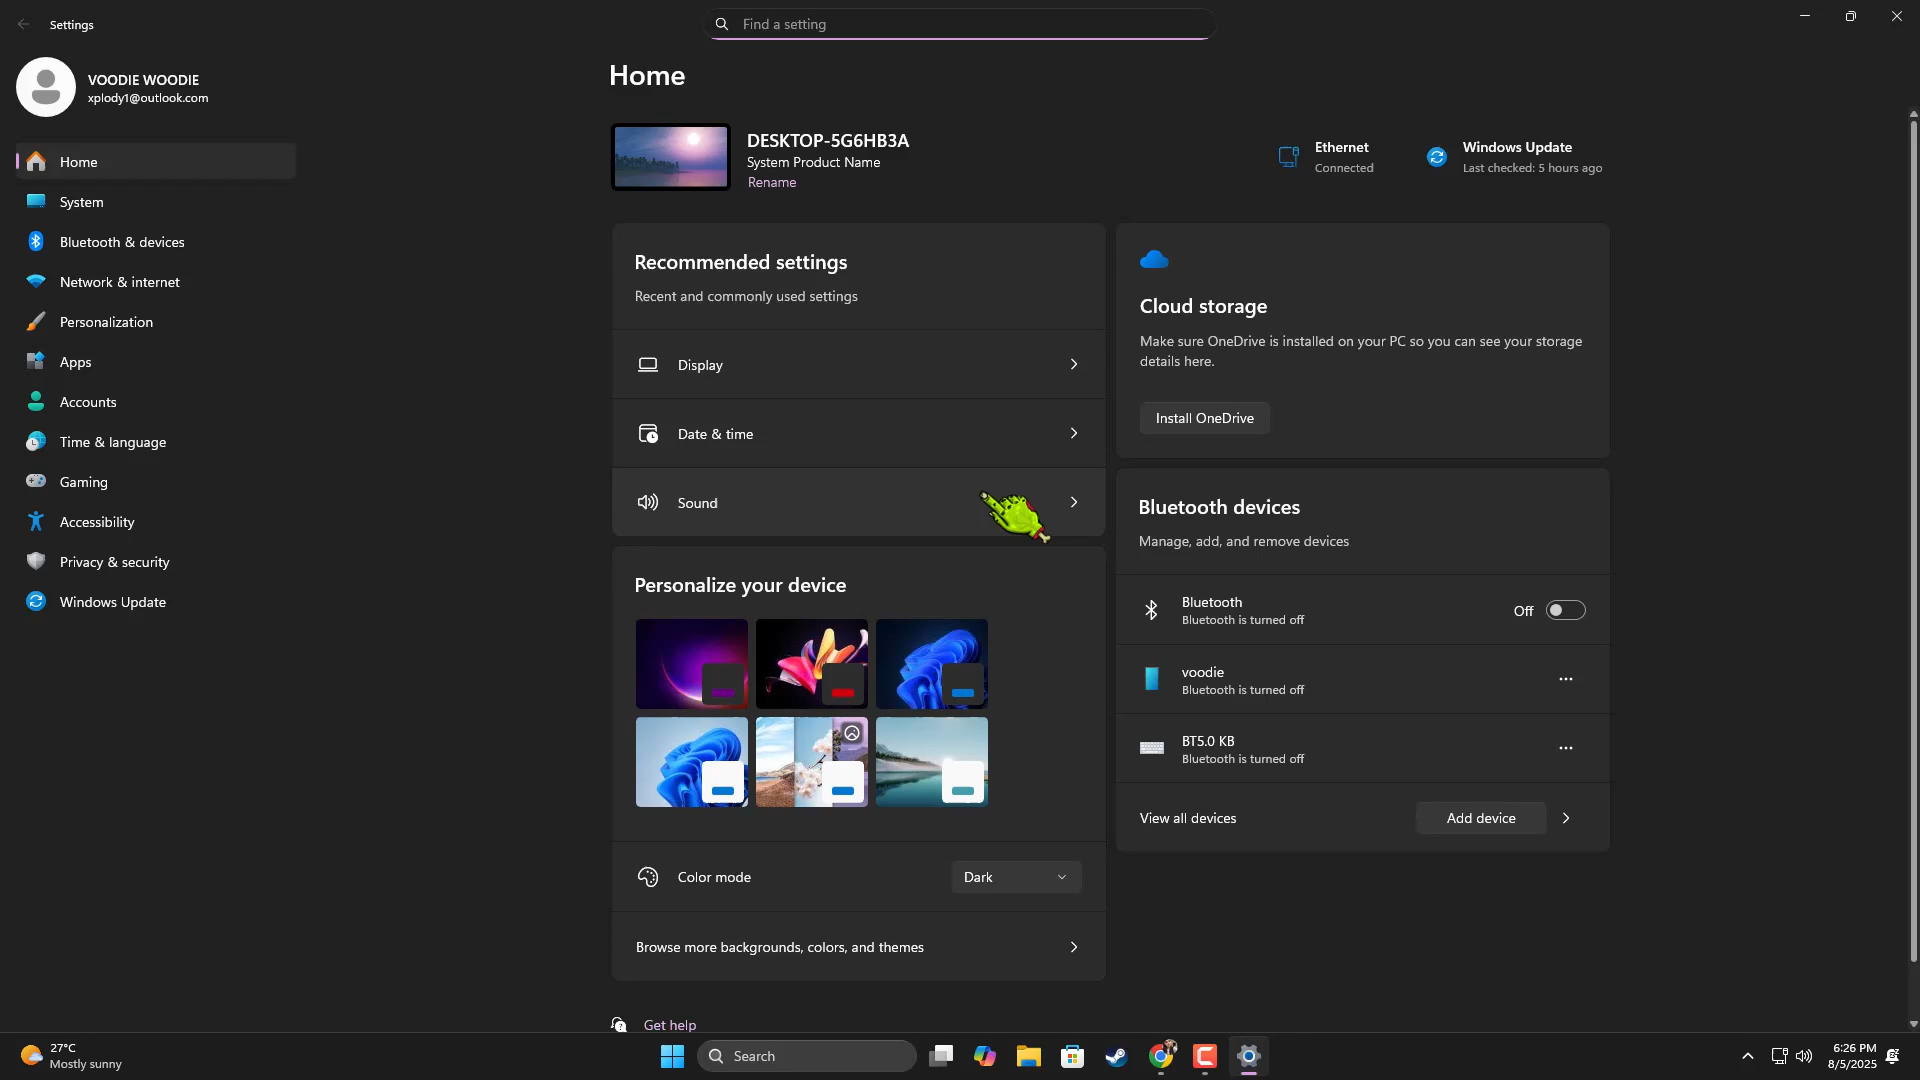 Settings
Find a setting
VOODIE WOODIE
xplody1@outlook.com
Home
System
Bluetooth & devices
Network & internet
Personalization
Apps
Accounts
Time & language
Gaming
Accessibility
Privacy & security
Windows Update
Home
DESKTOP-5G6HB3A
System Product Name
Rename
Ethernet
Connected
Windows Update
Last checked: 5 hours ago
Recommended settings
Recent and commonly used settings
Display
Date & time
Sound
Personalize your device
Color mode
Dark
Browse more backgrounds, colors, and themes
Get help
Cloud storage
Make sure OneDrive is installed on your PC so you can see your storage
details here.
Install OneDrive
Bluetooth devices
Manage, add, and remove devices
Bluetooth
Bluetooth is turned off
Off
voodie
Bluetooth is turned off
BT5.0 KB
Bluetooth is turned off
View all devices
Add device
27°C
Mostly sunny
Search
6:26 PM
8/5/2025